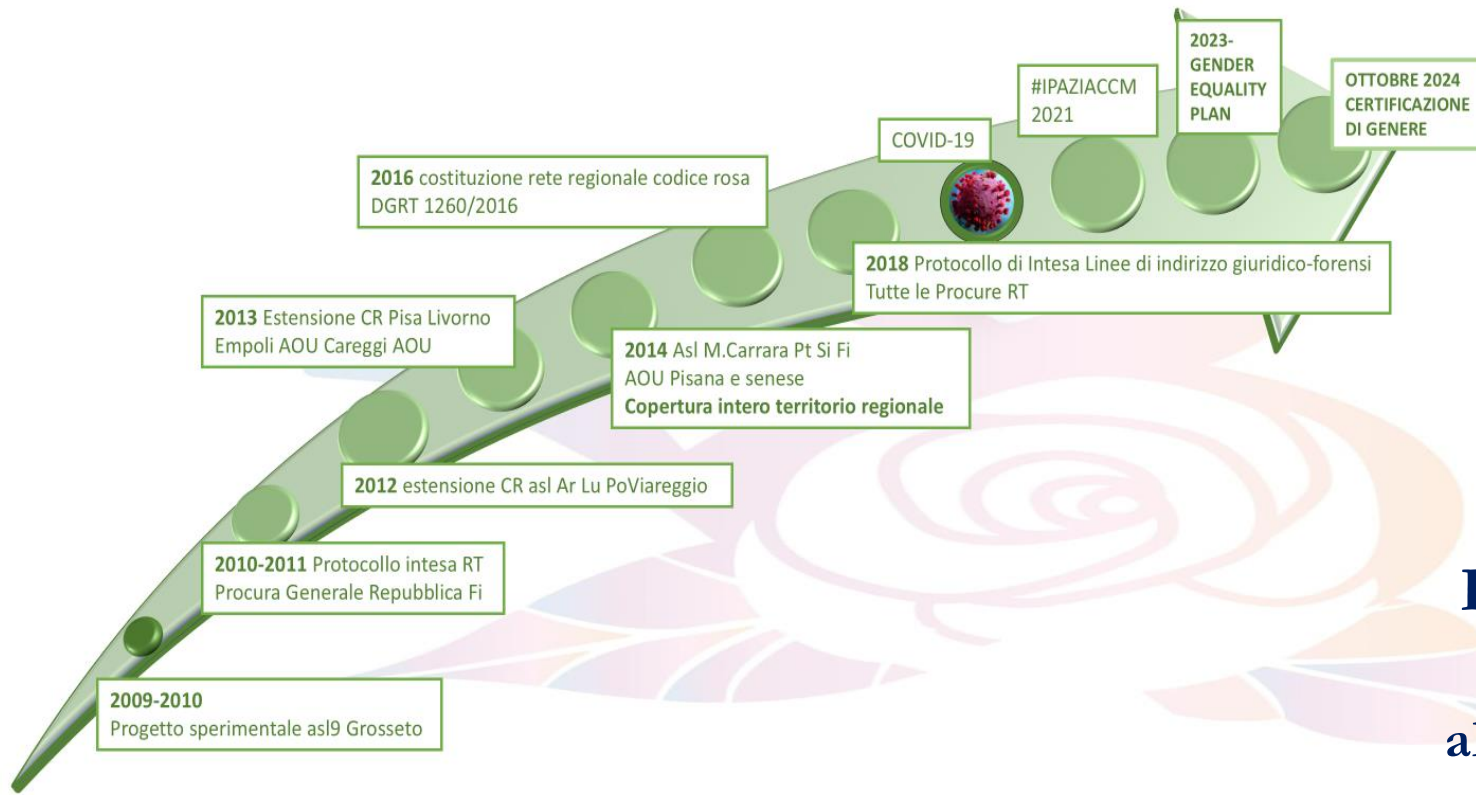 2009-2010
Progetto sperimentale asl9 Grosseto
2010-2011 Protocollo intesa RT
Procura Generale Repubblica Fi
2012 estensione CR asl Ar Lu PoViareggio
2013 Estensione CR Pisa Livorno
Empoli AOU Careggi AOU
2014 Asl M.Carrara Pt Si Fi
AOU Pisana e senese
Copertura intero territorio regionale
2016 costituzione rete regionale codice rosa
DGRT 1260/2016
2018 Protocollo di Intesa Linee di indirizzo giuridico-forensi
Tutte le Procure RT
COVID-19
#IPAZIACCM
2021
2023-
GENDER
EQUALITY
PLAN
OTTOBRE 2024
CERTIFICAZIONE
DI GENERE